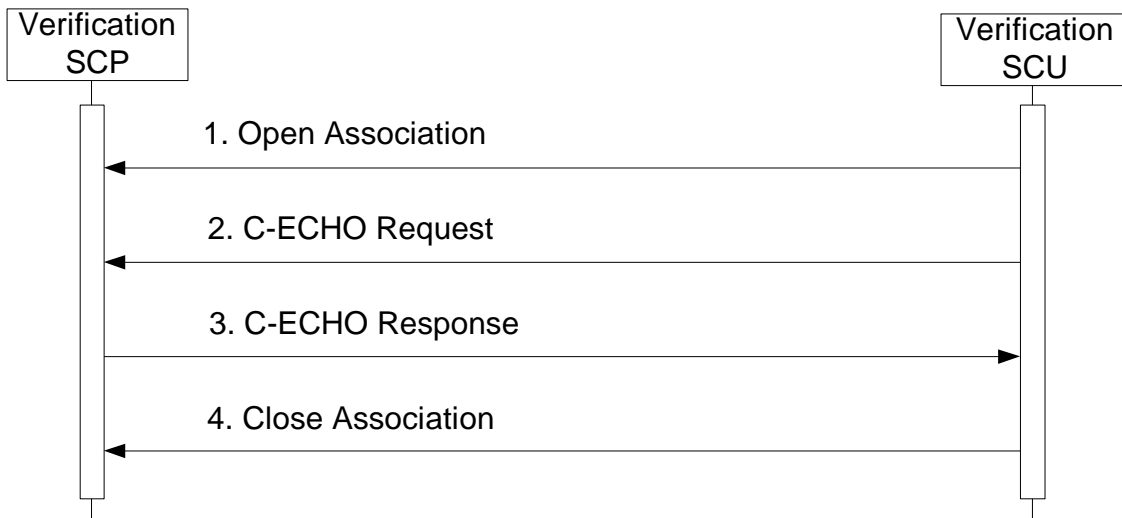 Verification
SCP
Verification
SCU
1. Open Association
2. C-ECHO Request
3. C-ECHO Response
4. Close Association